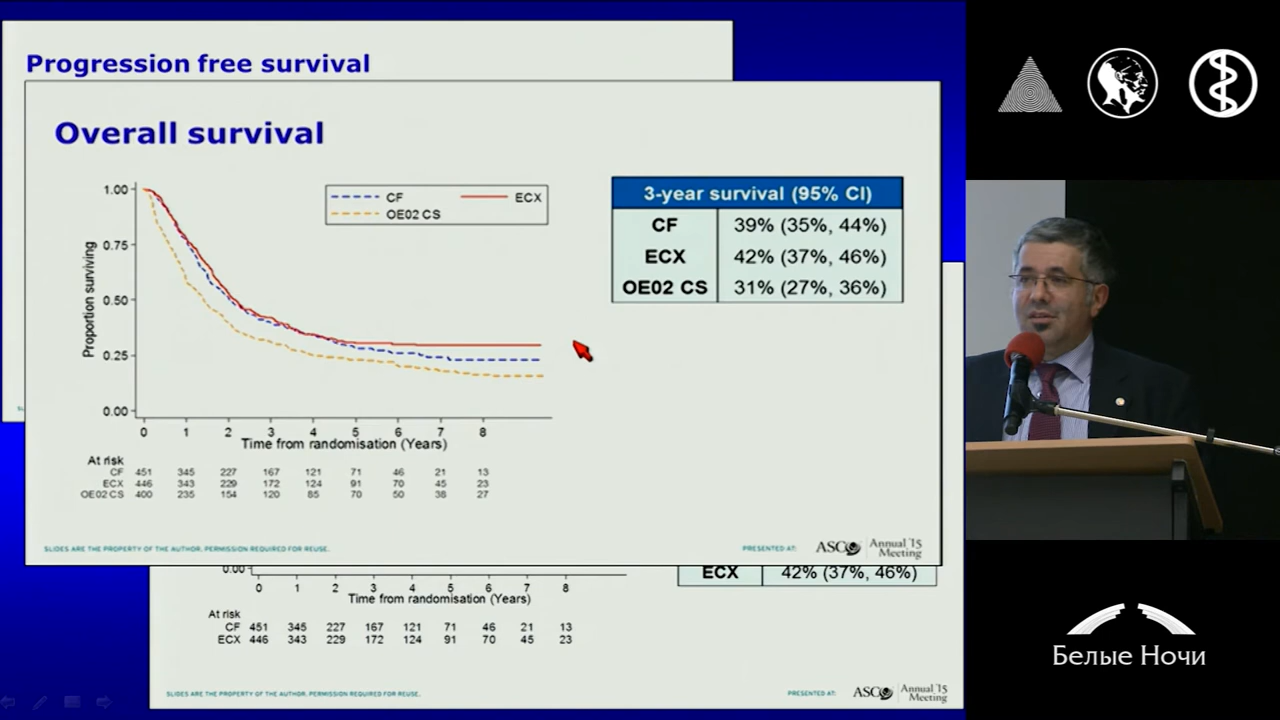 Progression free survival
Overall survival
1.00
0.75
0.50
0.25
0.00
Proportion surviving
CF
ECX
OE02 CS
0 1 2 3 4 5 6 7 8
Time from randomisation (Years)
At risk
CF 451 345 227 167 121 71 46 21 13
ECX 446 343 229 172 124 91 70 45 23
OE02 CS 400 235 154 120 85 70 50 38 27
3-year survival (95% CI)
CF 39% (35%, 44%)
ECX 42% (37%, 46%)
OE02 CS 31% (27%, 36%)
SLIDES ARE THE PROPERTY OF THE AUTHOR. PERMISSION REQUIRED FOR REUSE.
PRESENTED AT:
ASCO
Annual '15
Meeting
0.00
0 1 2 3 4 5 6 7 8
Time from randomisation (Years)
At risk
CF 451 345 227 167 121 71 46 21 13
ECX 446 343 229 172 124 91 70 45 23
ECX 42% (37%, 46%)
SLIDES ARE THE PROPERTY OF THE AUTHOR. PERMISSION REQUIRED FOR REUSE.
PRESENTED AT:
ASCO
Annual '15
Meeting
Белые Ночи